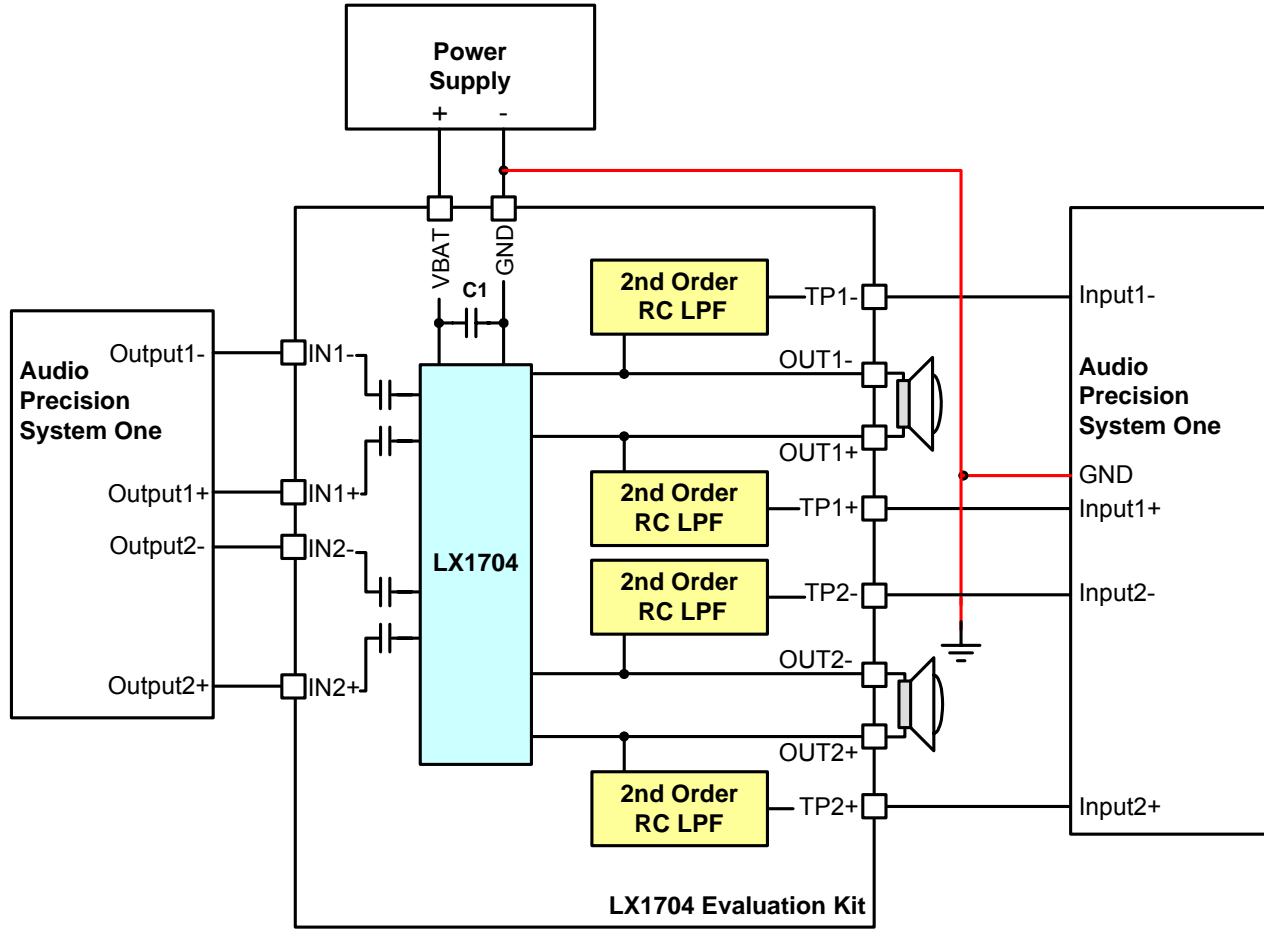 Power
Supply
+
-
VBAT
GND
C1
2nd Order
RC LPF
TP1-
Input1-
Output1-
IN1-
OUT1-
Audio
Precision
System One
Audio
Precision
System One
OUT1+
GND
Output1+
IN1+
2nd Order
RC LPF
TP1+
Input1+
Output2-
IN2-
LX1704
2nd Order
RC LPF
TP2-
Input2-
OUT2-
Output2+
IN2+
OUT2+
2nd Order
RC LPF
TP2+
Input2+
LX1704 Evaluation Kit